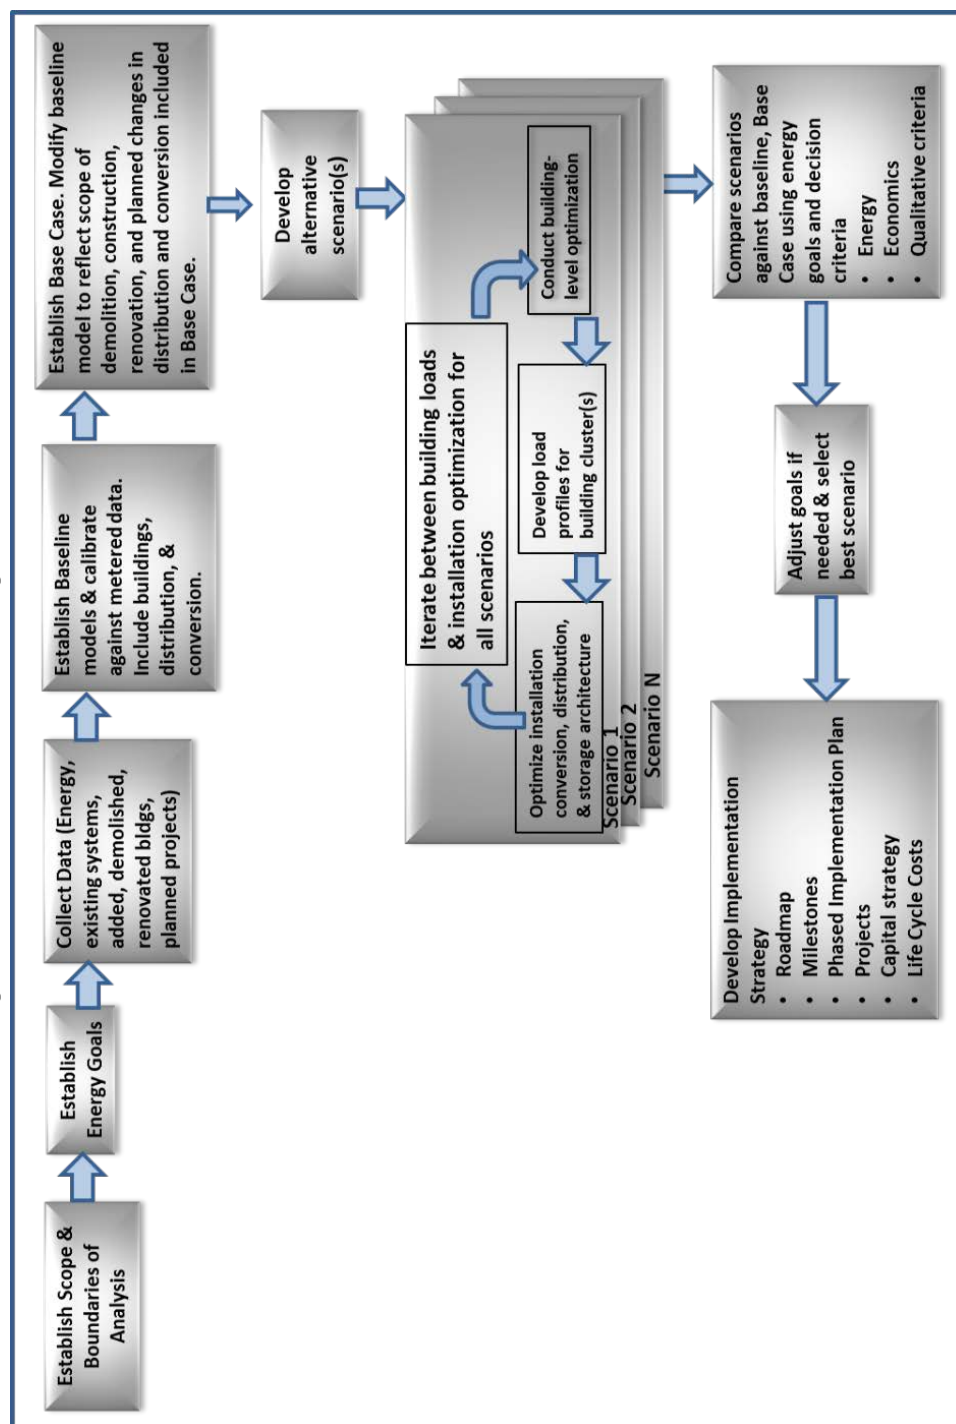 Establish Scope &
Boundaries of
Analysis
Establish
Energy Goals
Collect Data (Energy,
existing systems,
added, demolished,
renovated bldgs,
planned projects)
Establish Baseline
models & calibrate
against metered data.
Include buildings,
distribution, &
conversion.
Establish Base Case. Modify baseline
model to reflect scope of
demolition, construction,
renovation, and planned changes in
distribution and conversion included
in Base Case.
Develop
alternative
scenario(s)
Iterate between building loads
& installation optimization for
all scenarios
Conduct building-
level optimization
Develop load
profiles for
building cluster(s)
Optimize installation
conversion, distribution,
& storage architecture
Scenario 1
Scenario 2
Scenario N
Compare scenarios
against baseline, Base
Case using energy
goals and decision
criteria
• Energy
• Economics
• Qualitative criteria
Adjust goals if
needed & select
best scenario
Develop Implementation
Strategy
• Roadmap
• Milestones
• Phased Implementation Plan
• Projects
• Capital strategy
• Life Cycle Costs